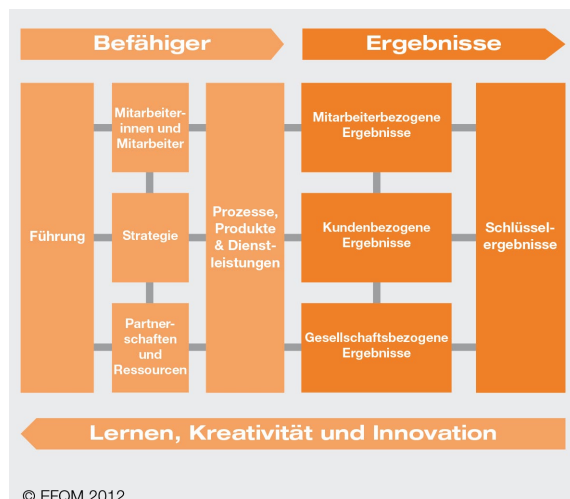 Befähiger
Ergebnisse
Führung
Mitarbeiter-
innen und
Mitarbeiter
Strategie
Partner-
schaften
und
Ressourcen
Prozesse,
Produkte
& Dienst-
leistungen
Mitarbeiterbezogene
Ergebnisse
Kundenbezogene
Ergebnisse
Gesellschaftsbezogene
Ergebnisse
Schlüssel-
ergebnisse
Lernen, Kreativität und Innovation
© EFQM 2012